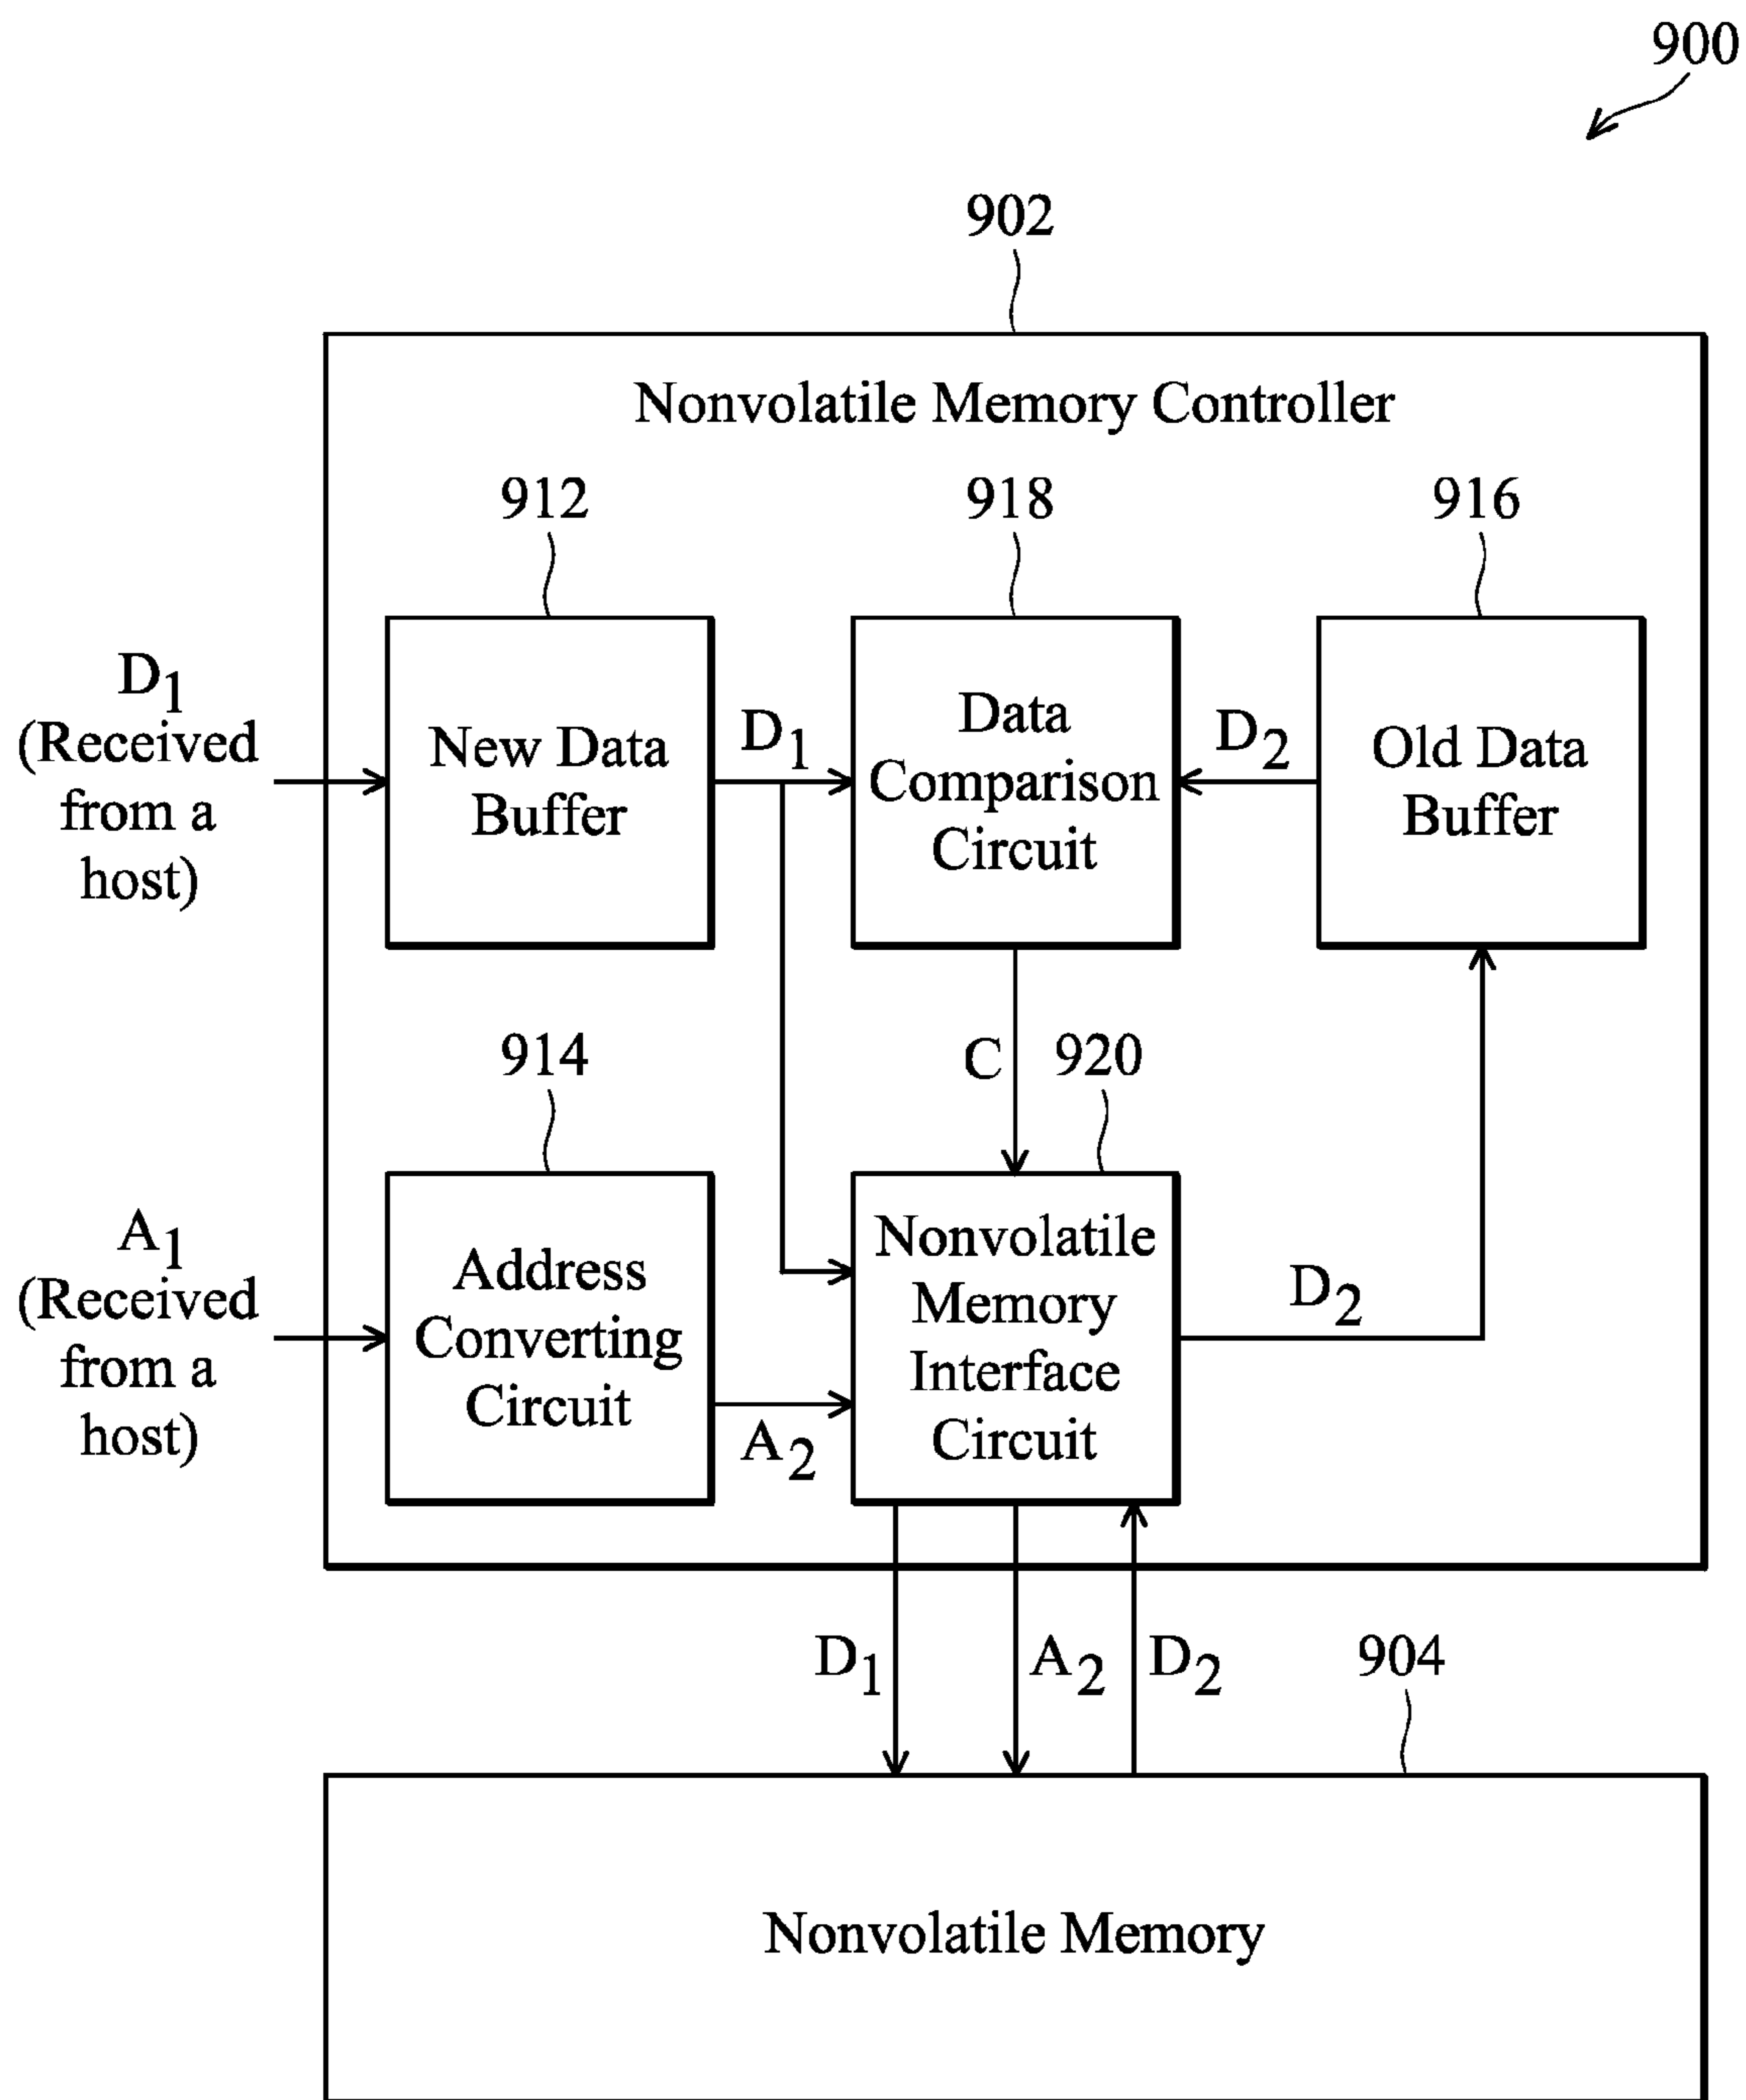 900
902
Nonvolatile Memory Controller
912
918
916
D1
(Received
from a
host)
New Data
Buffer
D1
Data
Comparison
Circuit
D2
Old Data
Buffer
914
C
920
A1
(Received
from a
host)
Address
Converting
Circuit
A2
Nonvolatile
Memory
Interface
Circuit
D2
D1
A2
D2
904
Nonvolatile Memory